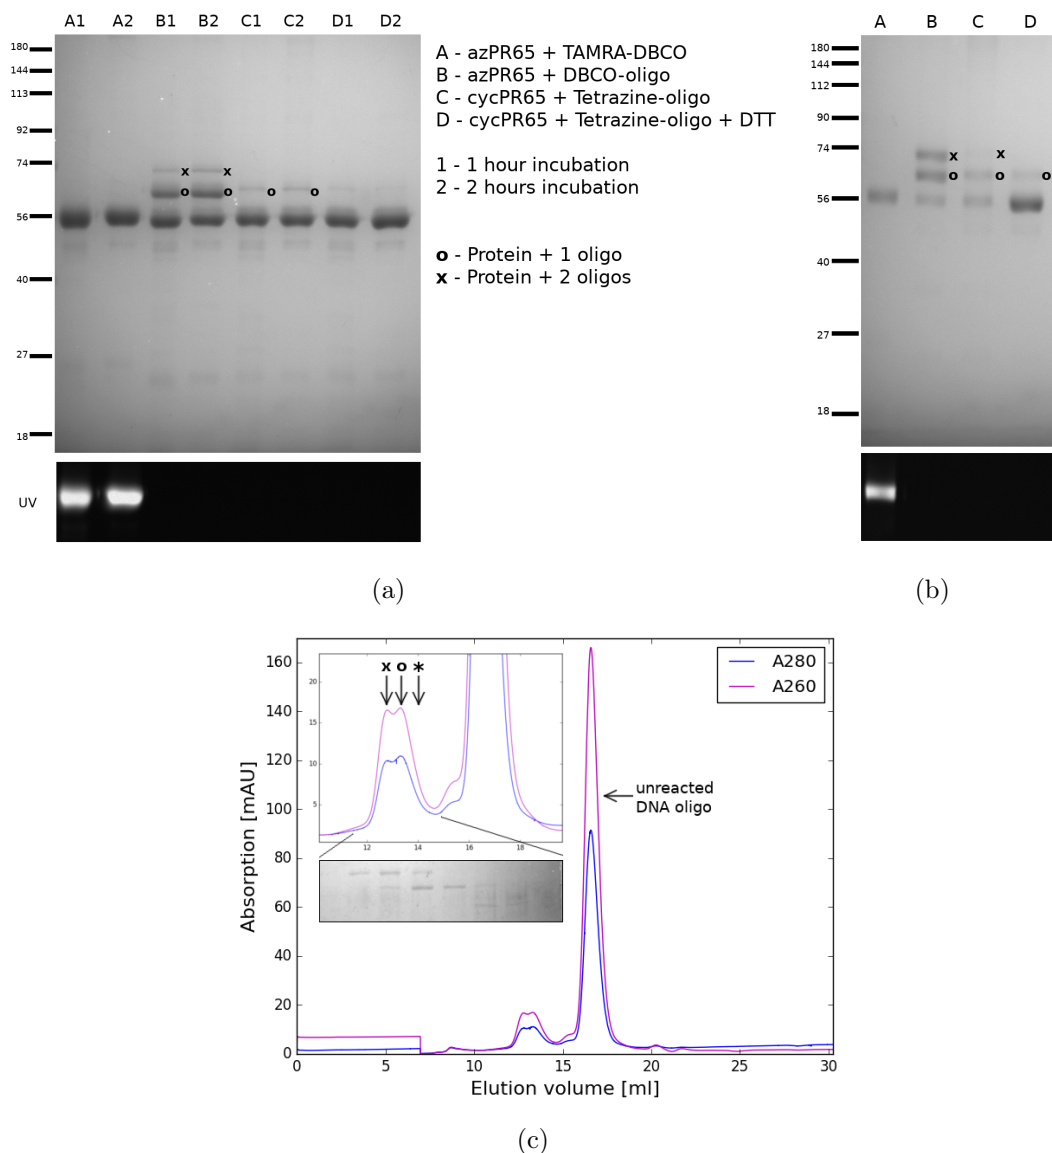 A1 A2 B1 B2 C1 C2 D1 D2
180
144
113
92
74
56
40
27
18
x x
o o o o
UV
A - azPR65 + TAMRA-DBCO
B - azPR65 + DBCO-oligo
C - cycPR65 + Tetrazine-oligo
D - cycPR65 + Tetrazine-oligo + DTT
1 - 1 hour incubation
2 - 2 hours incubation
o - Protein + 1 oligo
x - Protein + 2 oligos
A B C D
180
144
112
90
74
56
40
27
18
x x
o o o
(a)
(b)
160
140
120
100
80
60
40
20
0
Absorption [mAU]
x o *
20
15
10
5
12 14 16 18
A280
A260
unreacted
DNA oligo
0 5 10 15 20 25 30
Elution volume [ml]
(c)